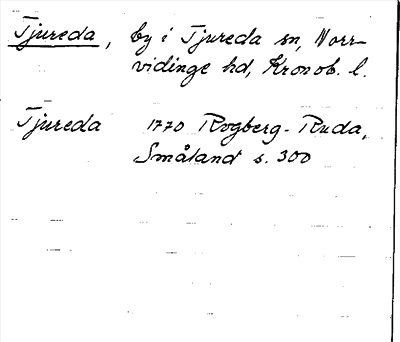 Tjureda, by i Tjureda sn, Norr-
vidinge hd, Kronob. l.
Tjureda 1770 Rogberg-Ruda,
Småland s. 300